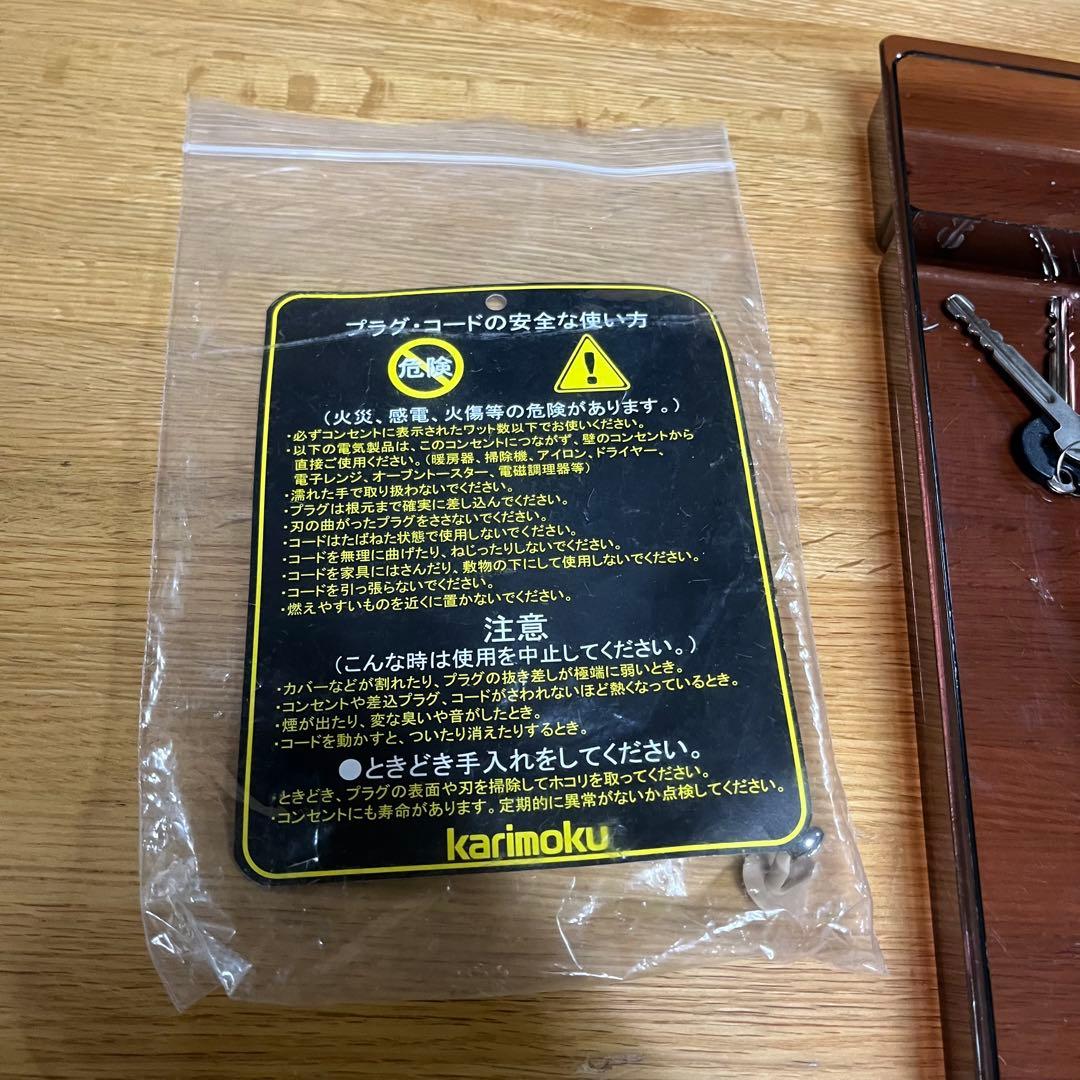 プラグ・コードの安全な使い方
危険
（火災、感電、火傷等の危険があります。）
・必ずコンセントに表示されたワット数以下でお使いください。
・以下の電気製品は、このコンセントにつながず、壁のコンセントから
直接ご使用ください。（暖房器、掃除機、アイロン、ドライヤー、
電子レンジ、オーブントースター、電磁調理器等）
・濡れた手で取り扱わないでください。
・プラグは根元まで確実に差し込んでください。
・刃の曲がったプラグをささないでください。
・コードはたばねた状態で使用しないでください。
・コードを無理に曲げたり、ねじったりしないでください。
・コードを家具にはさんだり、敷物の下にして使用しないでください。
・コードを引っ張らないでください。
・燃えやすいものを近くに置かないでください。
注意
（こんな時は使用を中止してください。）
・カバーなどが割れたり、プラグの抜き差しが極端に弱いとき。
・コンセントや差込プラグ、コードがさわれないほど熱くなっているとき。
・煙が出たり、変な臭いや音がしたとき。
・コードを動かすと、ついたり消えたりするとき。
●ときどき手入れをしてください。
・ときどき、プラグの表面や刃を掃除してホコリを取ってください。
・コンセントにも寿命があります。定期的に異常がないか点検してください。
karimoku